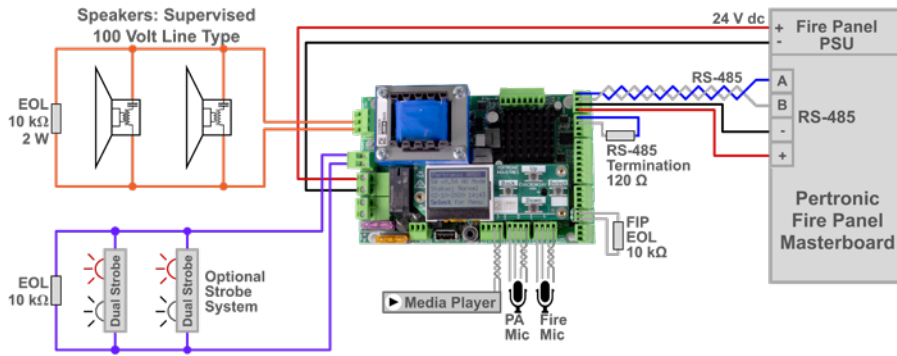 Speakers: Supervised
100 Volt Line Type
24 V dc
+
-
Fire Panel
PSU
EOL
10 kΩ
2 W
RS-485
A
B
-
+
RS-485
RS-485
Termination
120 Ω
Pertronic
Fire Panel
Masterboard
FIP
EOL
10 kΩ
EOL
10 kΩ
Dual Strobe
Dual Strobe
Optional
Strobe
System
Media Player
PA
Mic
Fire
Mic